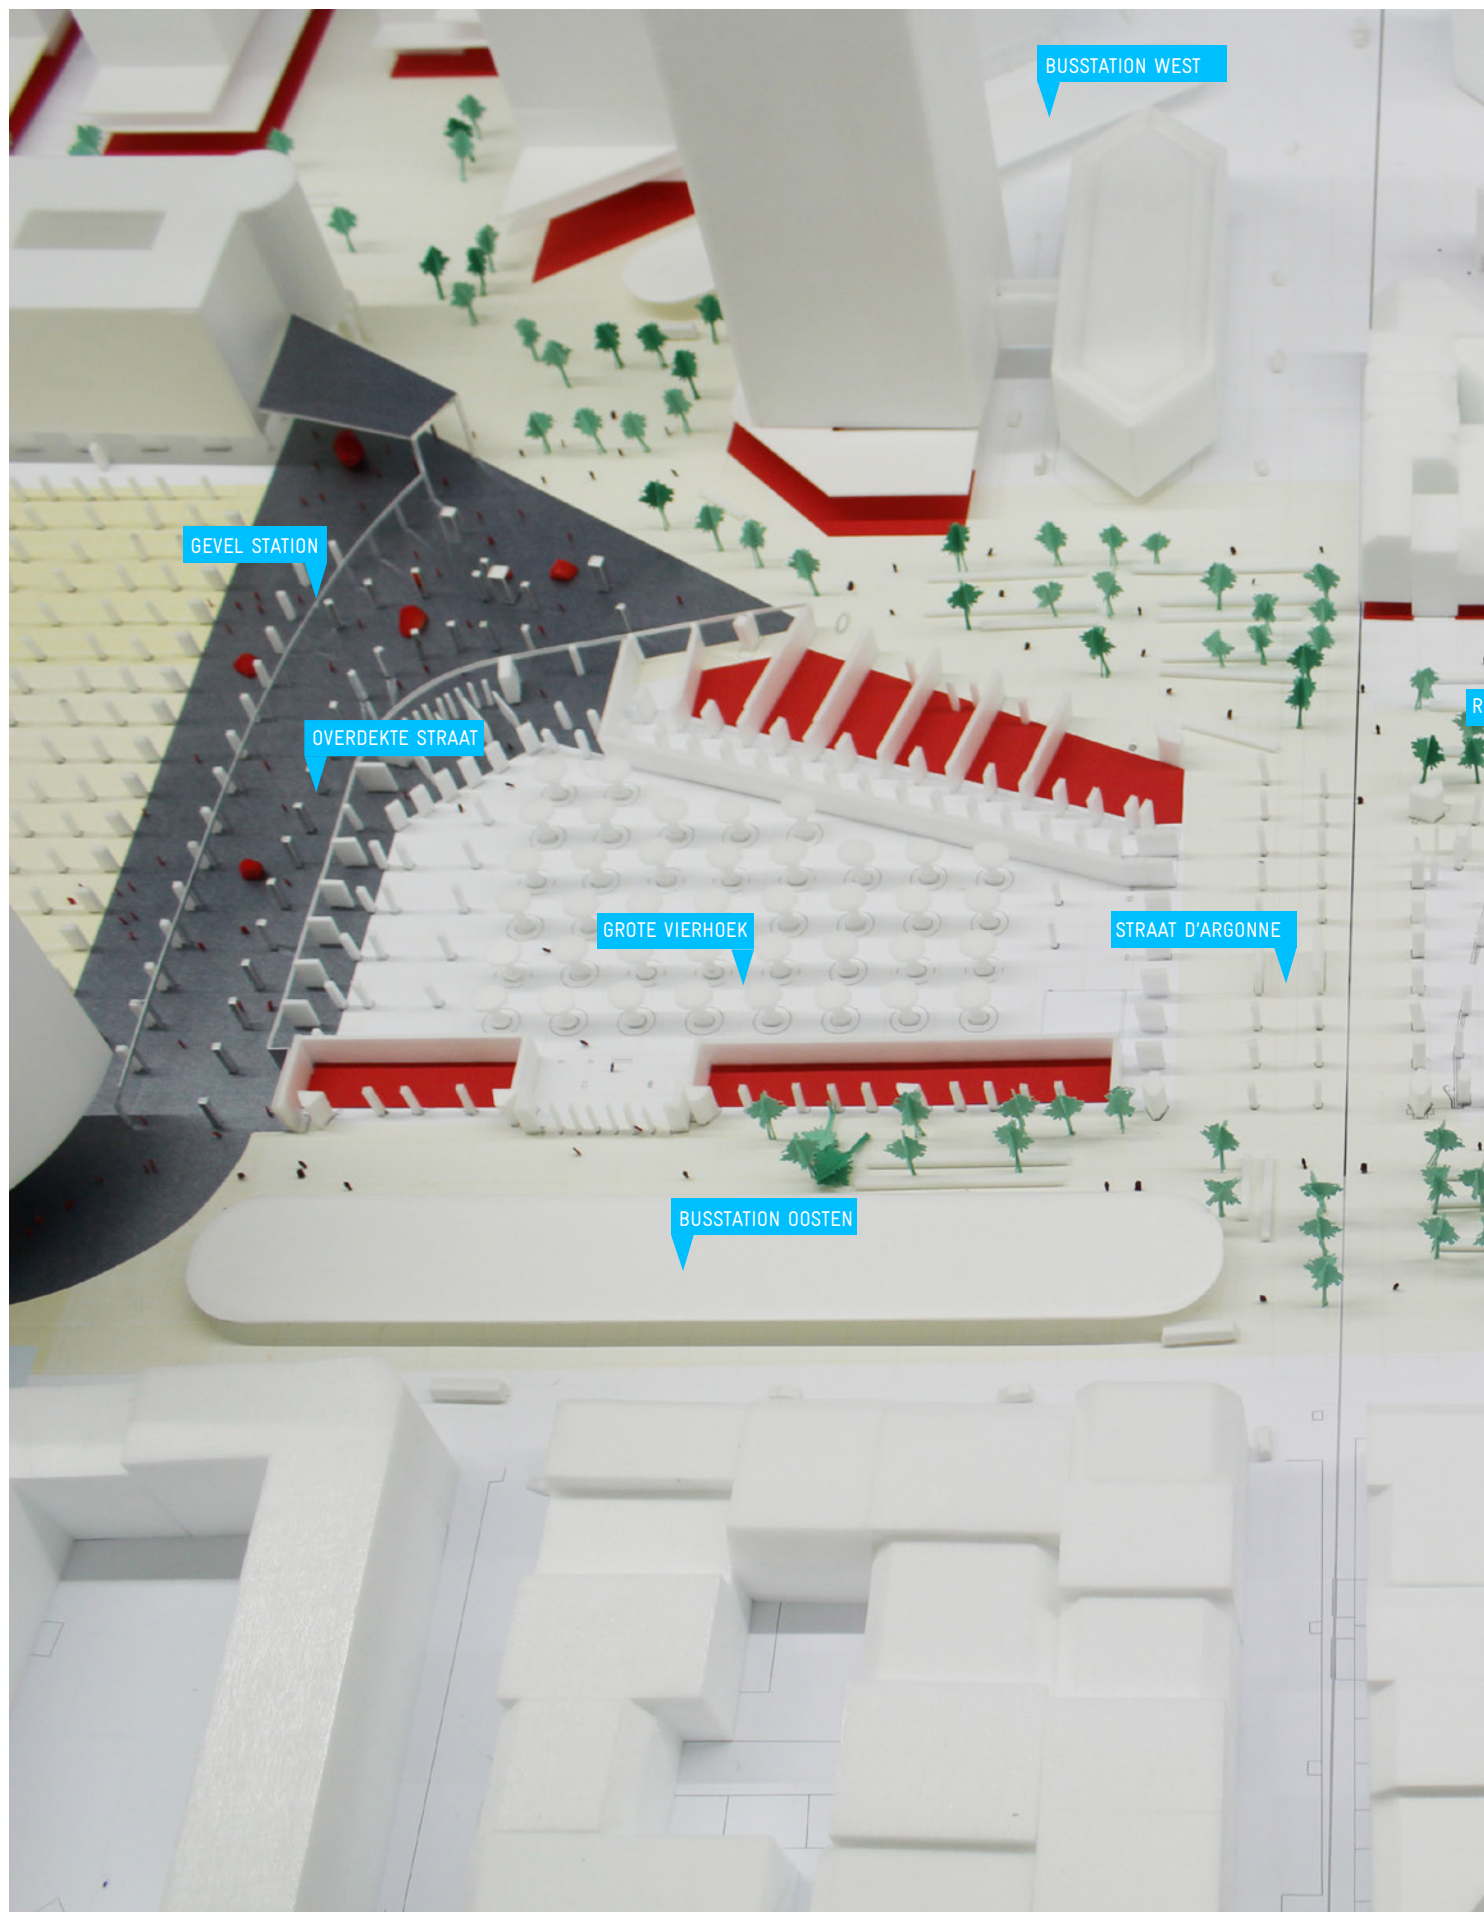 BUSSTATION WEST
GEVEL STATION
OVERDEKTE STRAAT
GROTE VIERHOEK
STRAAT D'ARGONNE
BUSSTATION OOSTEN